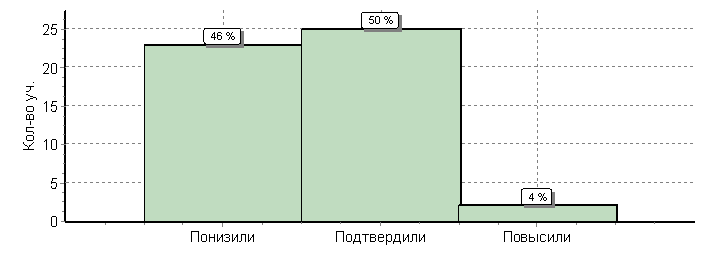 Кол-во уч.
25
20
15
10
5
0
46 %
50 %
4 %
Понизили
Подтвердили
Повысили